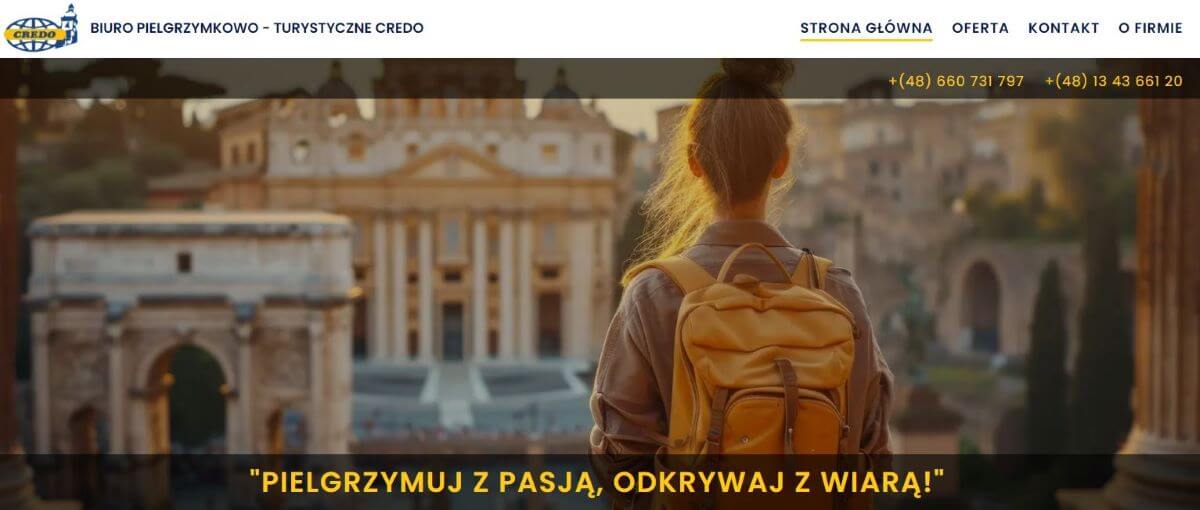 CREDO
BIURO PIELGRZYMKOWO - TURYSTYCZNE CREDO
STRONA GŁÓWNA OFERTA KONTAKT O FIRMIE
+(48) 660 731 797 +(48) 13 43 661 20
"PIELGRZYMUJ Z PASJĄ, ODKRYWAJ Z WIARĄ!"